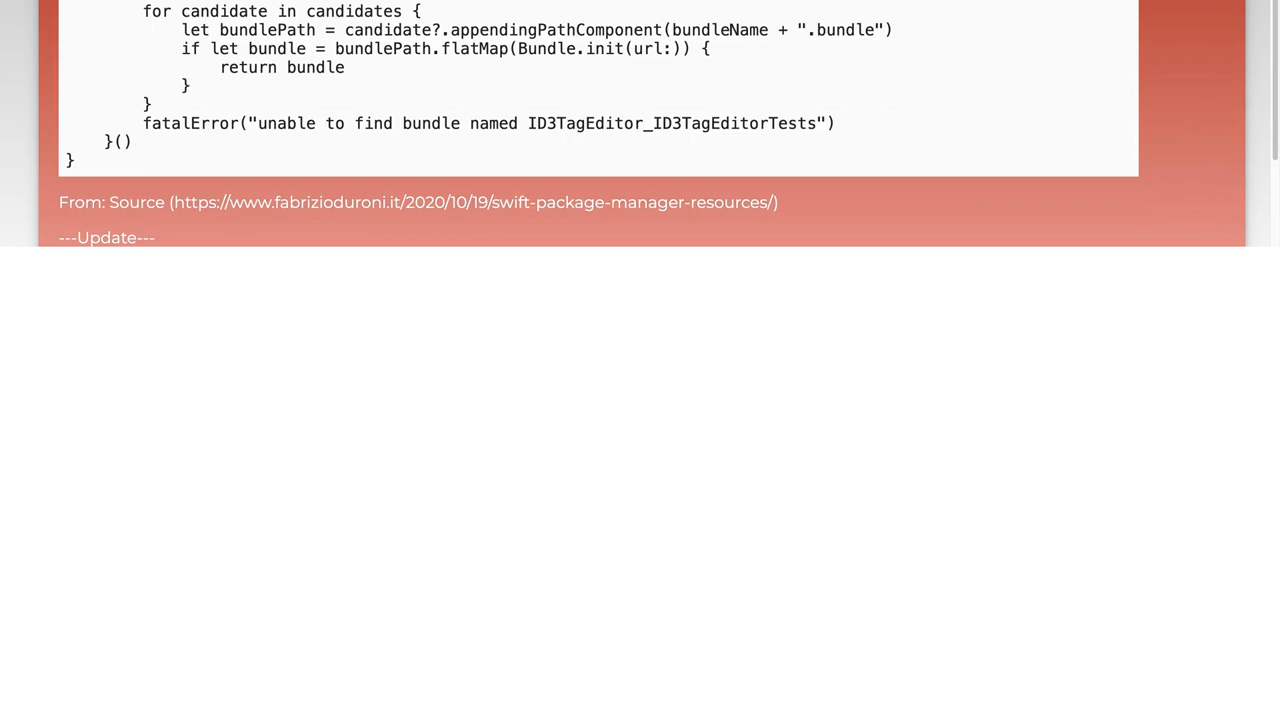 for candidate in candidates {
let bundlePath = candidate?.appendingPathComponent(bundleName + ".bundle")
if let bundle = bundlePath.flatMap(Bundle.init(url:)) {
return bundle
}
}
fatalError("unable to find bundle named ID3TagEditor_ID3TagEditorTests")
}()
}
From: Source (https://www.fabrizioduroni.it/2020/10/19/swift-package-manager-resources/)
---Update---